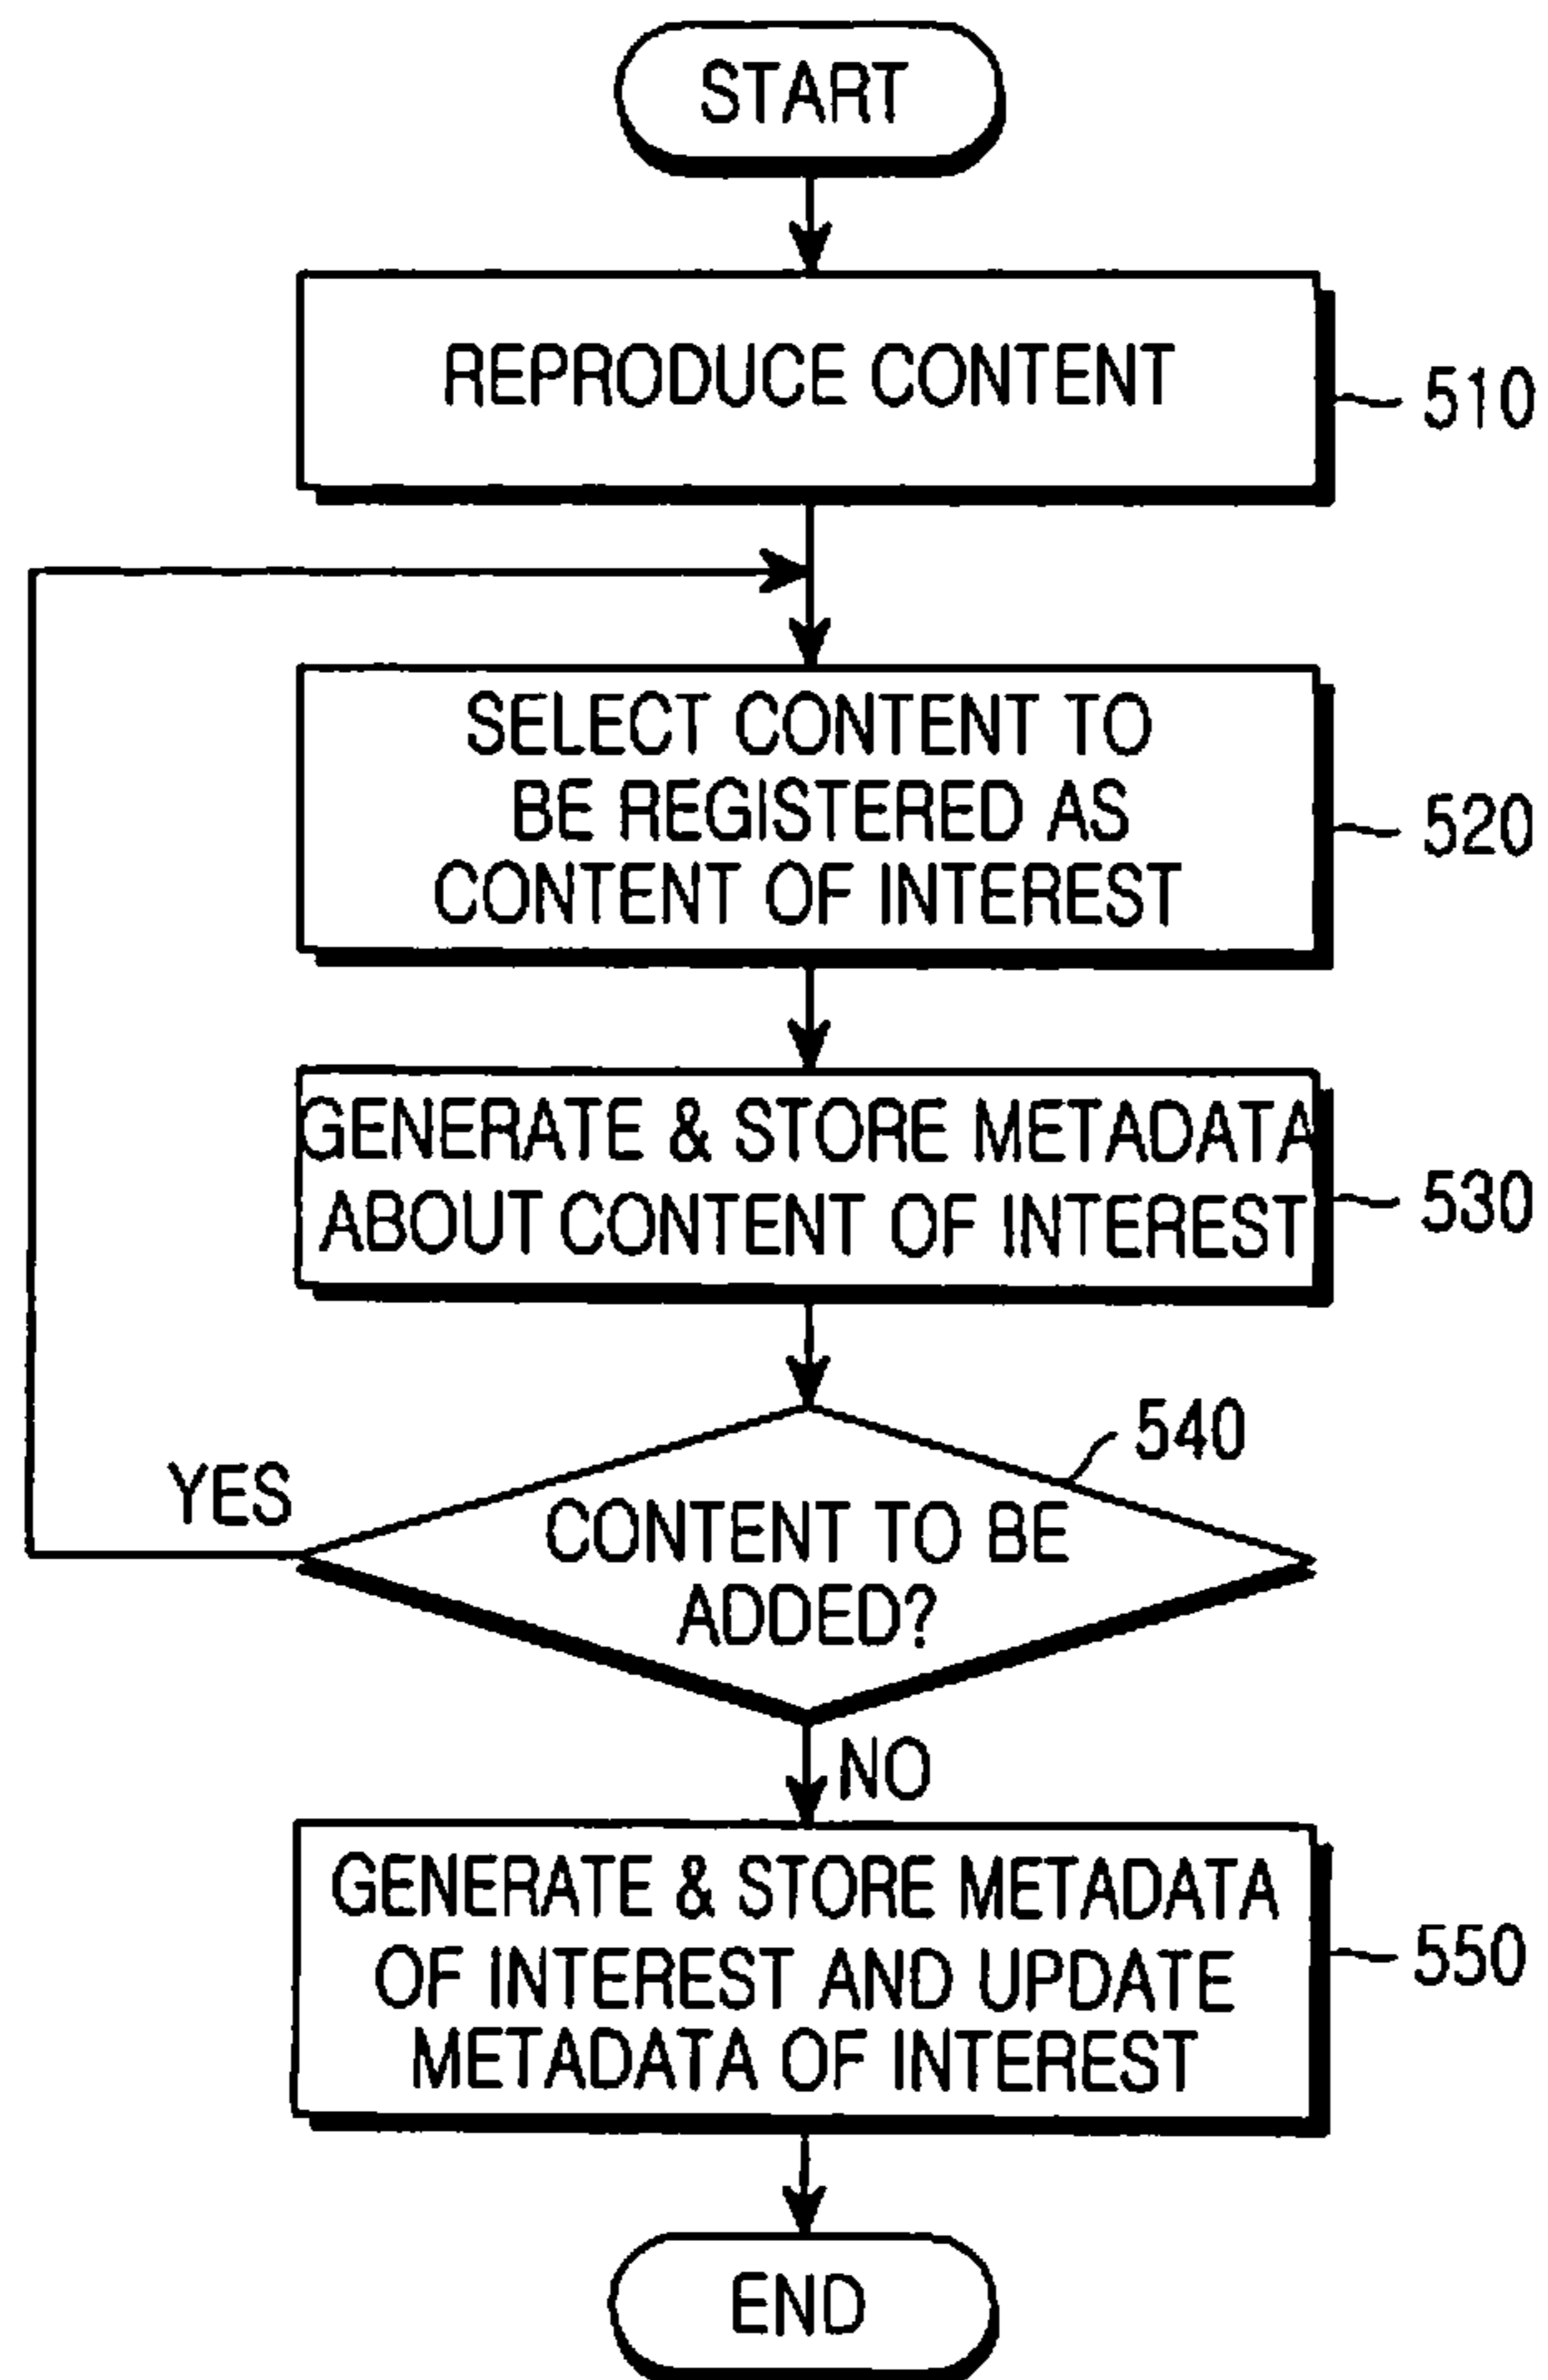 START
REPRODUCE CONTENT
510
SELECT CONTENT TO
BE REGISTERED AS
CONTENT OF INTEREST
520
GENERATE & STORE METADATA
ABOUT CONTENT OF INTEREST
530
540
YES
CONTENT TO BE
ADDED?
NO
GENERATE & STORE METADATA
OF INTEREST AND UPDATE
METADATA OF INTEREST
550
END